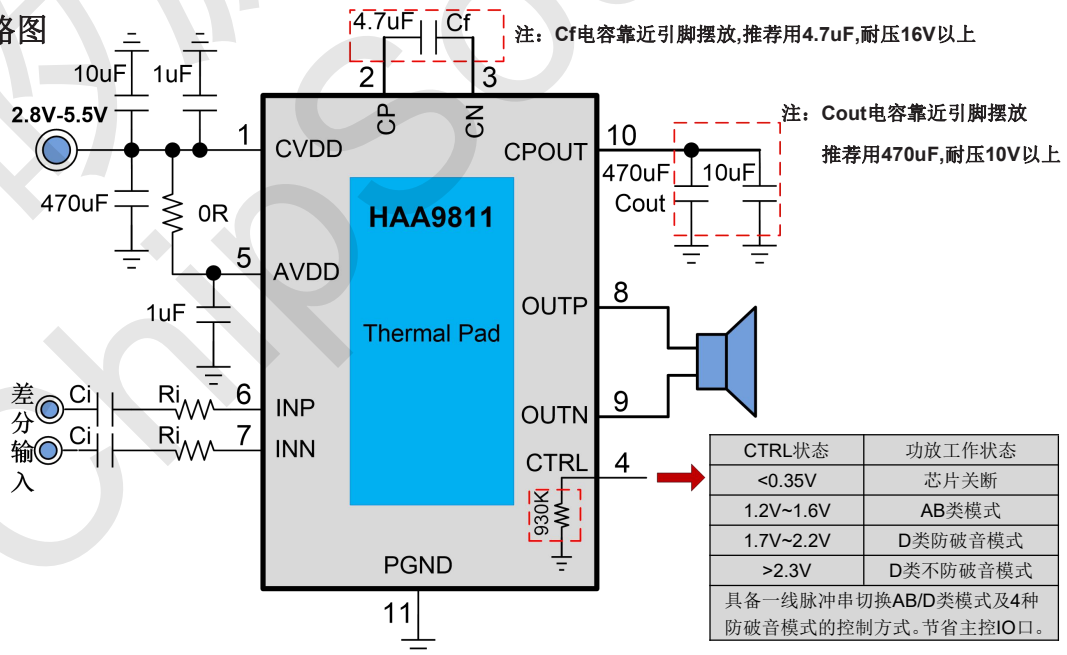 略图
4.7uF Cf
注：Cf电容靠近引脚摆放,推荐用4.7uF,耐压16V以上
10uF 1uF
2 3
CP CN
2.8V-5.5V
注：Cout电容靠近引脚摆放
推荐用470uF,耐压10V以上
1 CVDD
CPOUT 10
470uF 10uF
Cout
470uF
0R
HAA9811
5 AVDD
1uF
Thermal Pad
OUTP 8
OUTN 9
差分输入
Ci Ri 6 INP
Ci Ri 7 INN
CTRL 4
930K
PGND
11
CTRL状态 功放工作状态
<0.35V 芯片关断
1.2V~1.6V AB类模式
1.7V~2.2V D类防破音模式
>2.3V D类不防破音模式
具备一线脉冲串切换AB/D类模式及4种
防破音模式的控制方式。节省主控IO口。